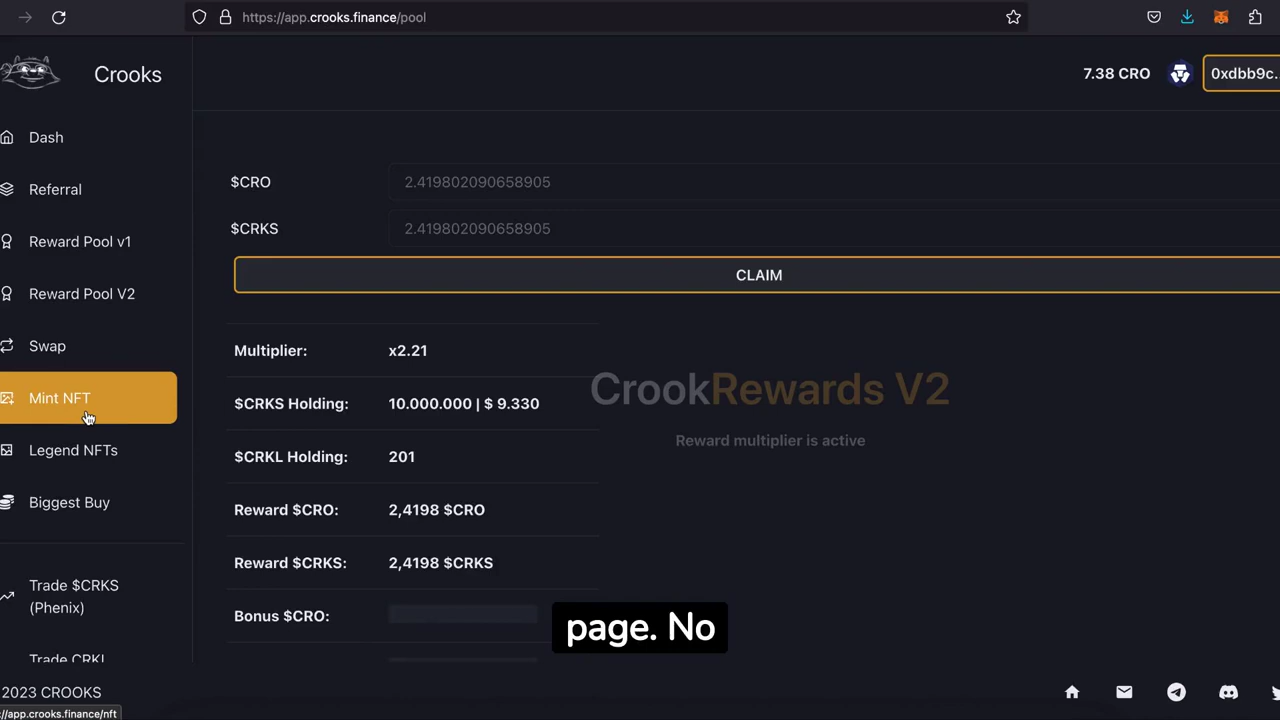 https://app.crooks.finance/pool
Crooks
7.38 CRO
0xdbb9c..
Dash
Referral
Reward Pool v1
Reward Pool V2
Swap
Mint NFT
Legend NFTs
Biggest Buy
Trade $CRKS
(Phenix)
Trade CRKL
$CRO 2.419802090658905
$CRKS 2.419802090658905
CLAIM
Multiplier: x2.21
$CRKS Holding: 10.000.000 | $ 9.330
$CRKL Holding: 201
Reward $CRO: 2,4198 $CRO
Reward $CRKS: 2,4198 $CRKS
Bonus $CRO:
CrookRewards V2
Reward multiplier is active
page. No
2023 CROOKS
://app.crooks.finance/nft